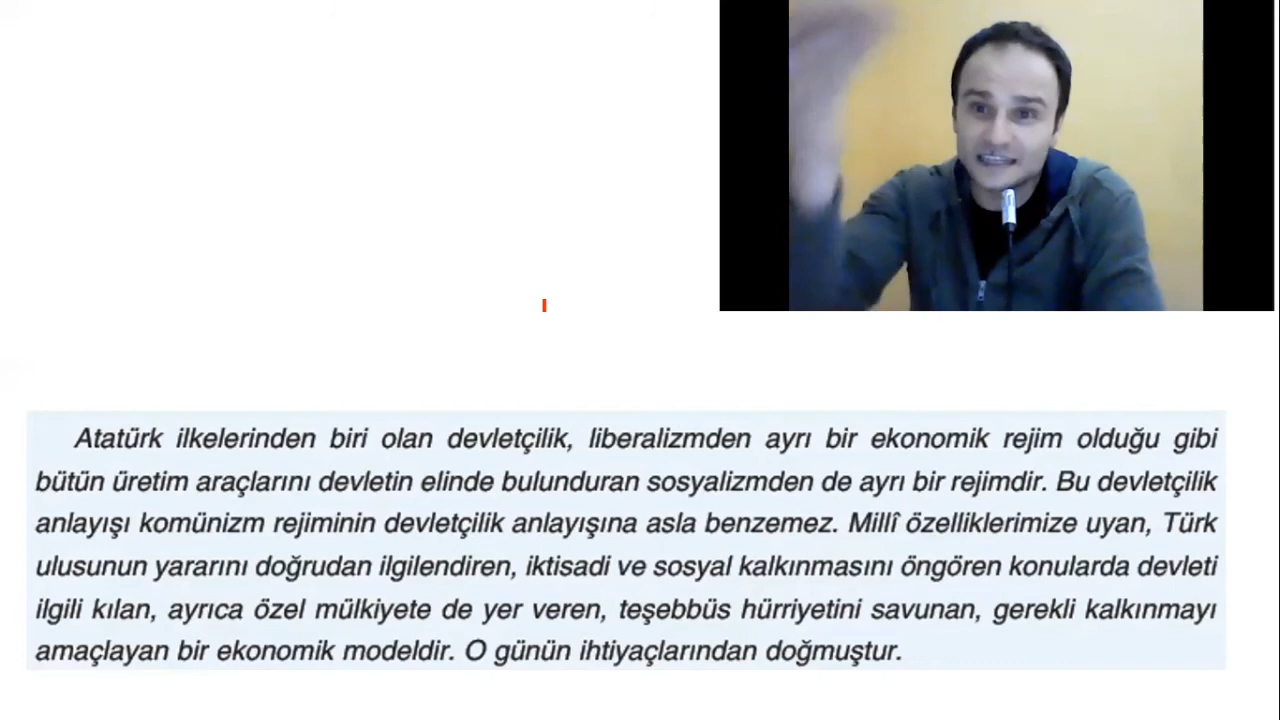 Atatürk ilkelerinden biri olan devletçilik, liberalizmden ayrı bir ekonomik rejim olduğu gibi
bütün üretim araçlarını devletin elinde bulunduran sosyalizmden de ayrı bir rejimdir. Bu devletçilik
anlayışı komünizm rejiminin devletçilik anlayışına asla benzemez. Millî özelliklerimize uyan, Türk
ulusunun yararını doğrudan ilgilendiren, iktisadi ve sosyal kalkınmasını öngören konularda devleti
ilgili kılan, ayrıca özel mülkiyete de yer veren, teşebbüs hürriyetini savunan, gerekli kalkınmayı
amaçlayan bir ekonomik modeldir. O günün ihtiyaçlarından doğmuştur.